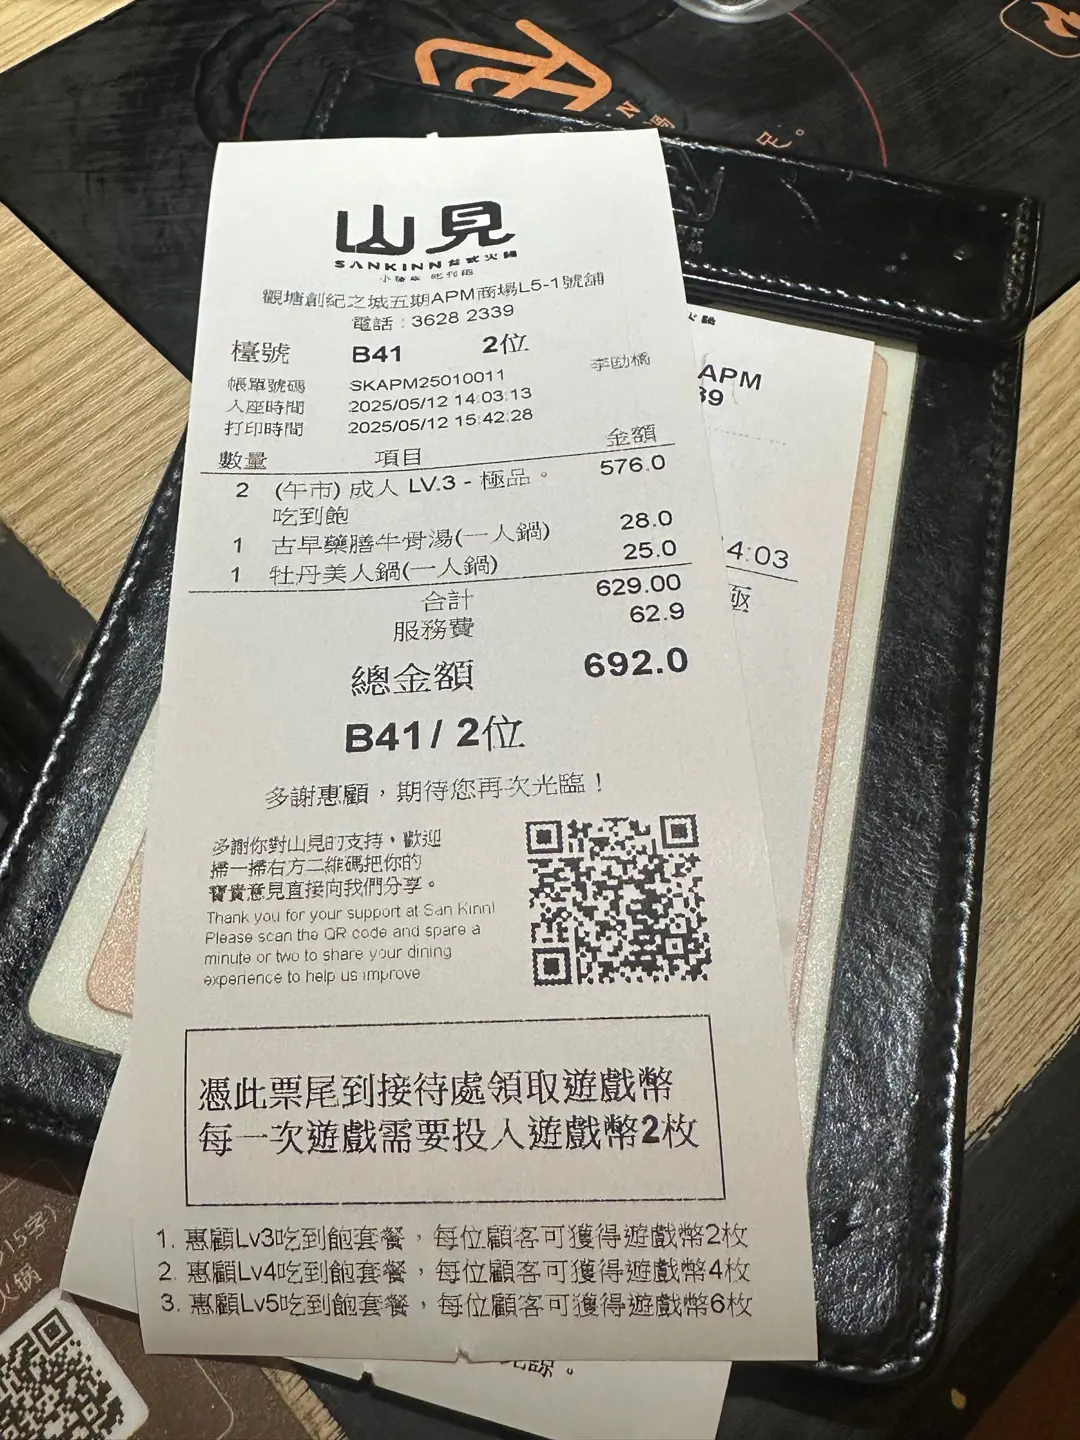 山見
SANKINN 台式火鍋
觀塘創紀之城五期APM商場L5-1號舖
電話：3628 2339
檯號 B41 2位
帳單號碼 SKAPM25010011
入座時間 2025/05/12 14:03:13
打印時間 2025/05/12 15:42:28
數量 項目 金額
2 (午市) 成人 LV.3 - 極品。 576.0
吃到飽
1 古早藥膳牛骨湯(一人鍋) 28.0
1 牡丹美人鍋(一人鍋) 25.0
合計 629.00
服務費 62.9
總金額 692.0
B41/ 2位
多謝惠顧，期待您再次光臨！
多謝你對山見的支持，歡迎
掃一掃右方二維碼把你的
寶貴意見直接向我們分享。
Thank you for your support at San Kinn!
Please scan the QR code and spare a
minute or two to share your dining
experience to help us improve
憑此票尾到接待處領取遊戲幣
每一次遊戲需要投入遊戲幣2枚
1. 惠顧Lv3吃到飽套餐，每位顧客可獲得遊戲幣2枚
2. 惠顧Lv4吃到飽套餐，每位顧客可獲得遊戲幣4枚
3. 惠顧Lv5吃到飽套餐，每位顧客可獲得遊戲幣6枚
APM
39
4:03
極
15字)
火锅